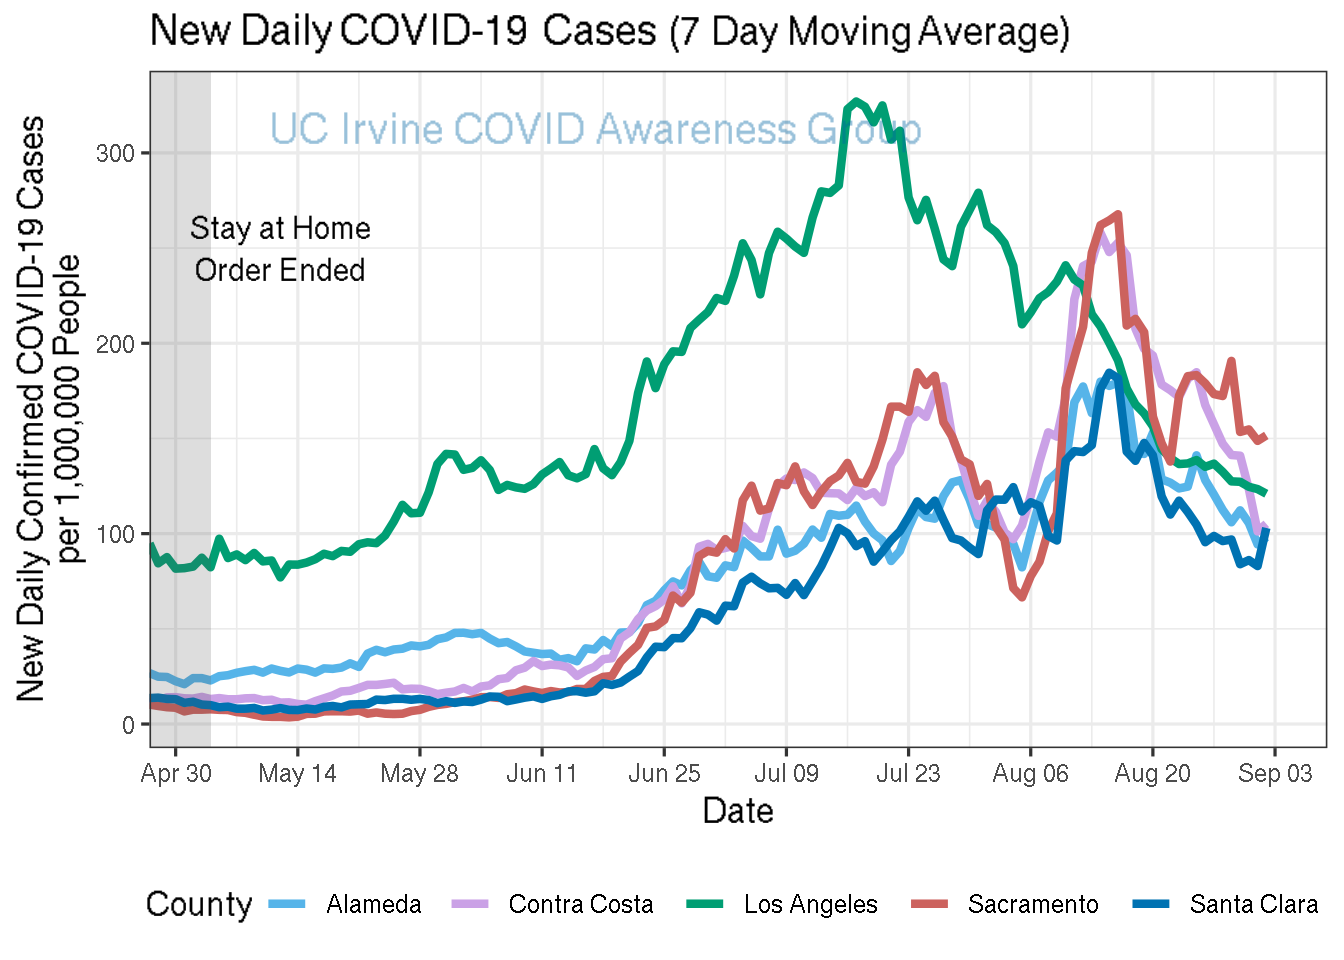 New Daily COVID-19 Cases (7 Day Moving Average)
UC Irvine COVID Awareness Group
New Daily Confirmed COVID-19 Cases
per 1,000,000 People
300
200
100
0
Stay at Home
Order Ended
Apr 30 May 14 May 28 Jun 11 Jun 25 Jul 09 Jul 23 Aug 06 Aug 20 Sep 03
Date
County Alameda Contra Costa Los Angeles Sacramento Santa Clara